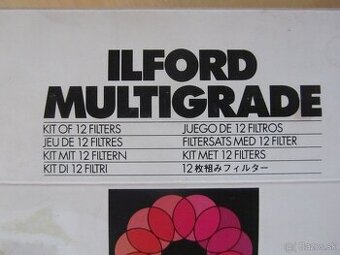 ILFORD
MULTIGRADE
KIT OF 12 FILTERS
JEU DE 12 FILTRES
KIT MIT 12 FILTERN
KIT DI 12 FILTRI
JUEGO DE 12 FILTROS
FILTERSATS MED 12 FILTER
KIT MET 12 FILTERS
12枚組みフィルター
(C) Bazos.sk